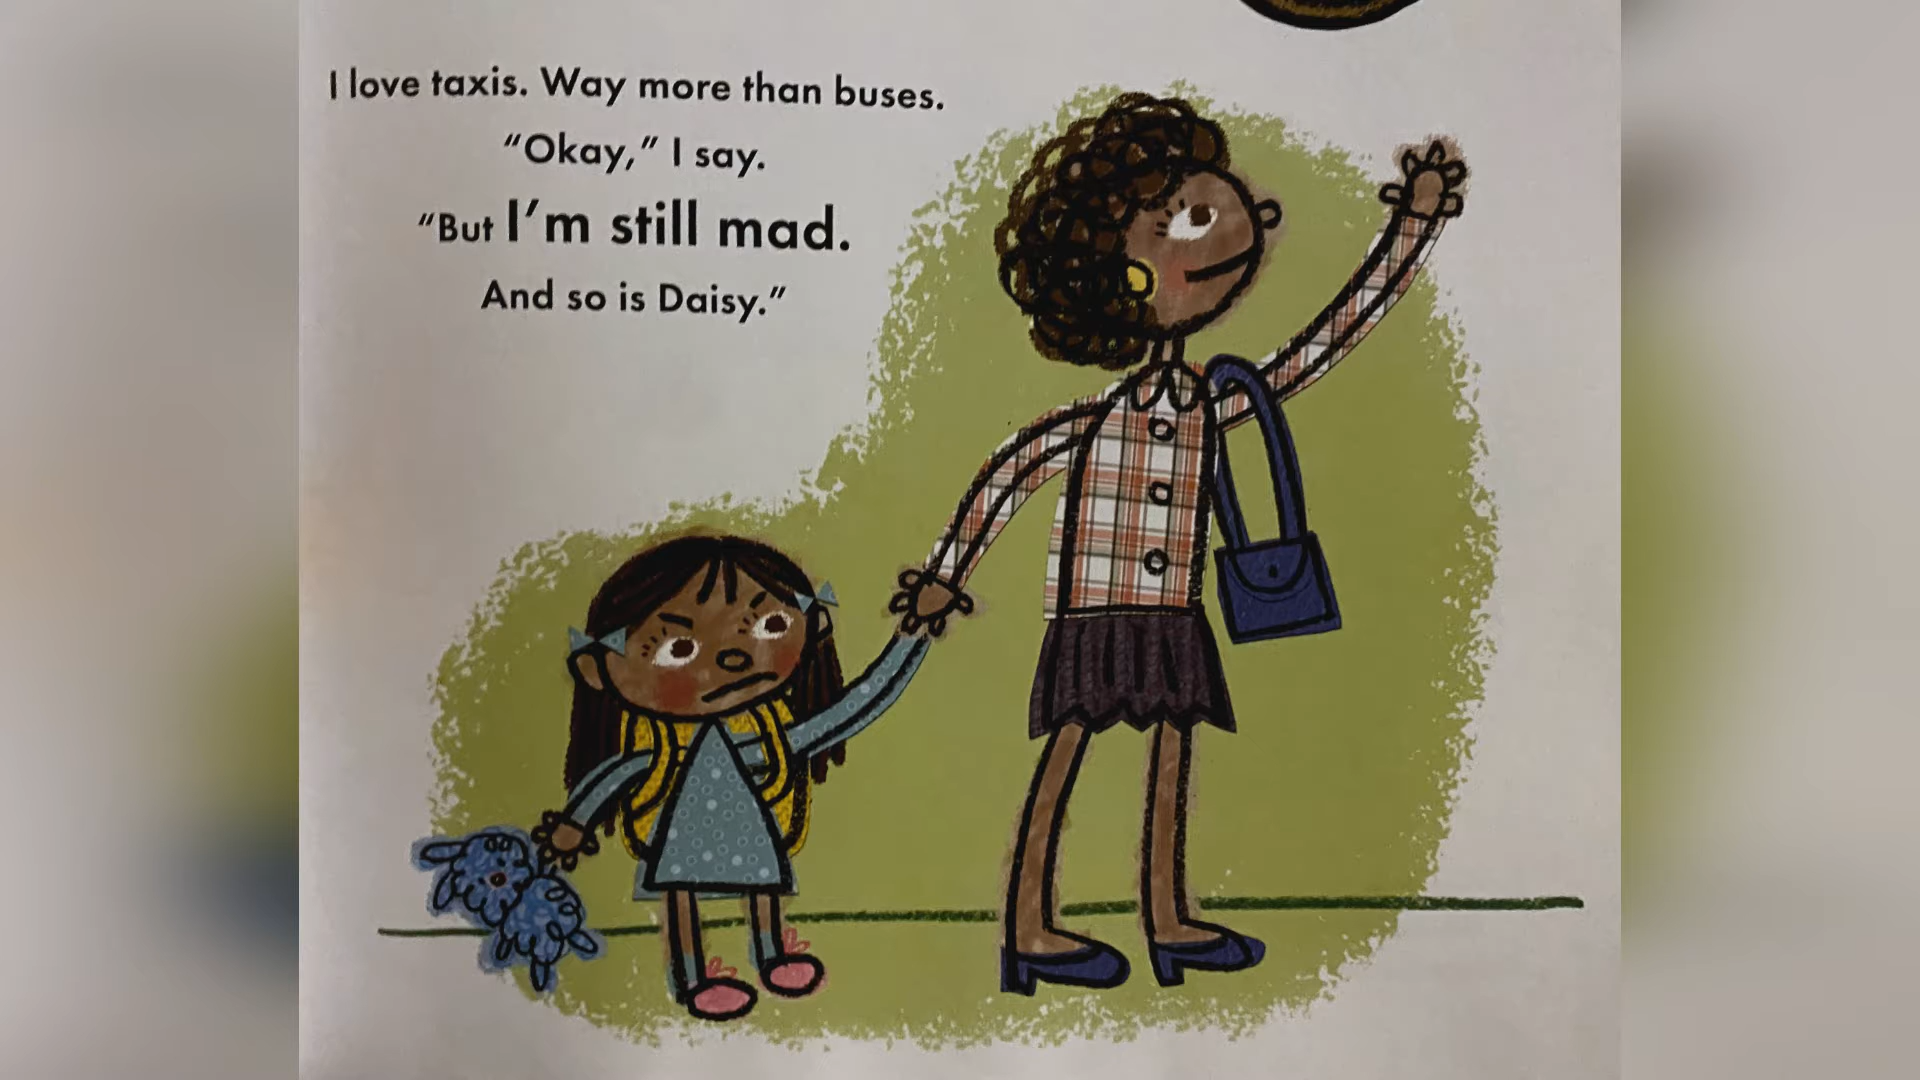 I love taxis. Way more than buses.
“Okay,” I say.
“But I’m still mad.
And so is Daisy.”